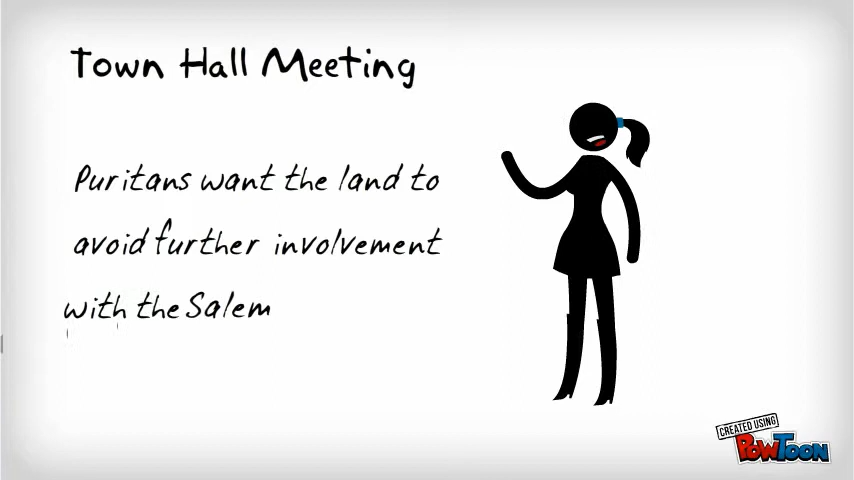 Town Hall Meeting
Puritans want the land to
avoid further involvement
with the Salem
CREATED USING
POWTOON